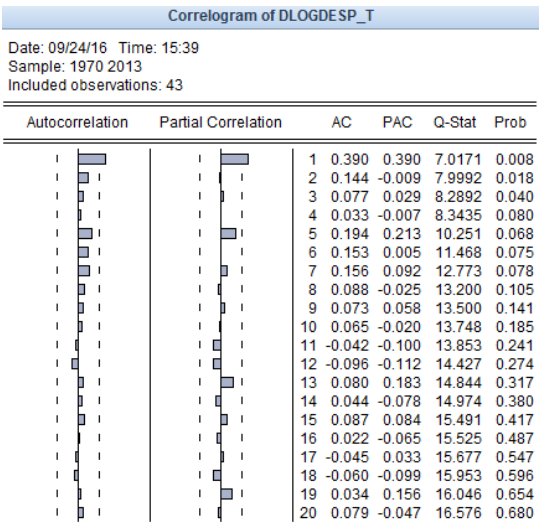 Correlogram of DLOGDESP_T
Date: 09/24/16 Time: 15:39
Sample: 1970 2013
Included observations: 43
Autocorrelation Partial Correlation AC PAC Q-Stat Prob
1 0.390 0.390 7.0171 0.008
2 0.144 -0.009 7.9992 0.018
3 0.077 0.029 8.2892 0.040
4 0.033 -0.007 8.3435 0.080
5 0.194 0.213 10.251 0.068
6 0.153 0.005 11.468 0.075
7 0.156 0.092 12.773 0.078
8 0.088 -0.025 13.200 0.105
9 0.073 0.058 13.500 0.141
10 0.065 -0.020 13.748 0.185
11 -0.042 -0.100 13.853 0.241
12 -0.096 -0.112 14.427 0.274
13 0.080 0.183 14.844 0.317
14 0.044 -0.078 14.974 0.380
15 0.087 0.084 15.491 0.417
16 0.022 -0.065 15.525 0.487
17 -0.045 0.033 15.677 0.547
18 -0.060 -0.099 15.953 0.596
19 0.034 0.156 16.046 0.654
20 0.079 -0.047 16.576 0.680